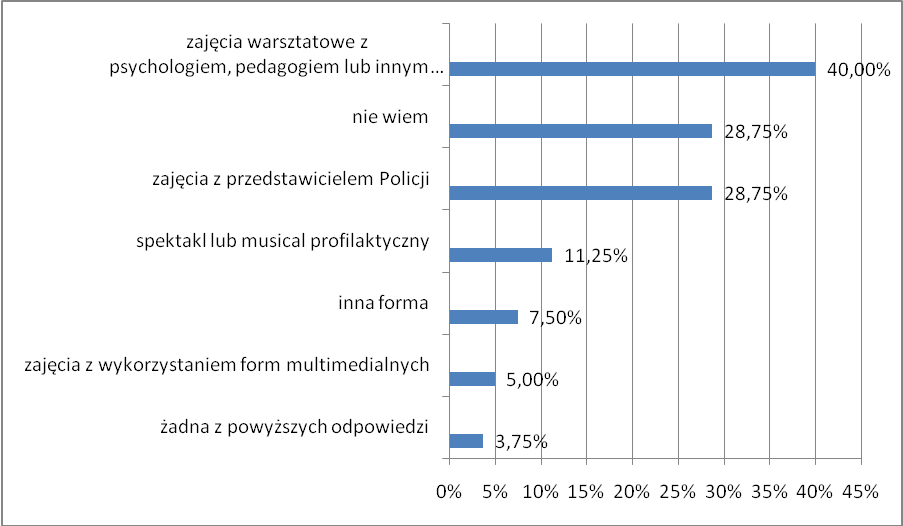 zajęcia warsztatowe z
psychologiem, pedagogiem lub innym...
40,00%
nie wiem
28,75%
zajęcia z przedstawicielem Policji
28,75%
spektakl lub musical profilaktyczny
11,25%
inna forma
7,50%
zajęcia z wykorzystaniem form multimedialnych
5,00%
żadna z powyższych odpowiedzi
3,75%
0% 5% 10% 15% 20% 25% 30% 35% 40% 45%